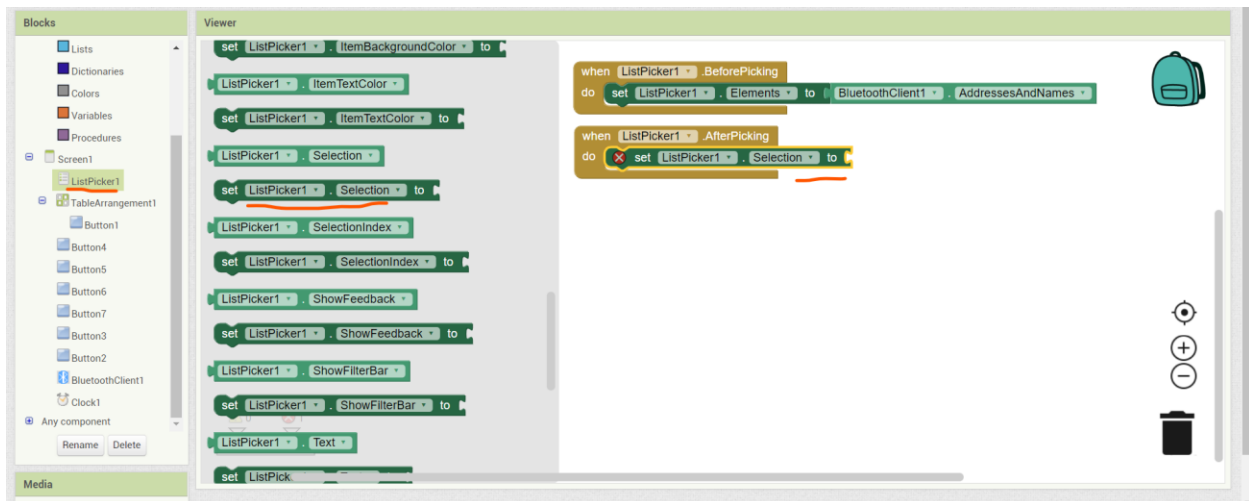 Blocks
Lists
Dictionaries
Colors
Variables
Procedures
Screen1
ListPicker1
TableArrangement1
Button1
Button4
Button5
Button6
Button7
Button3
Button2
BluetoothClient1
Clock1
Any component
Rename Delete
Media
Viewer
set ListPicker1 . ItemBackgroundColor to
ListPicker1 . ItemTextColor
set ListPicker1 . ItemTextColor to
ListPicker1 . Selection
set ListPicker1 . Selection to
ListPicker1 . SelectionIndex
set ListPicker1 . SelectionIndex to
ListPicker1 . ShowFeedback
set ListPicker1 . ShowFeedback to
ListPicker1 . ShowFilterBar
set ListPicker1 . ShowFilterBar to
ListPicker1 . Text
set
when ListPicker1 .BeforePicking
do set ListPicker1 . Elements to BluetoothClient1 . AddressesAndNames
when ListPicker1 .AfterPicking
do set ListPicker1 . Selection to